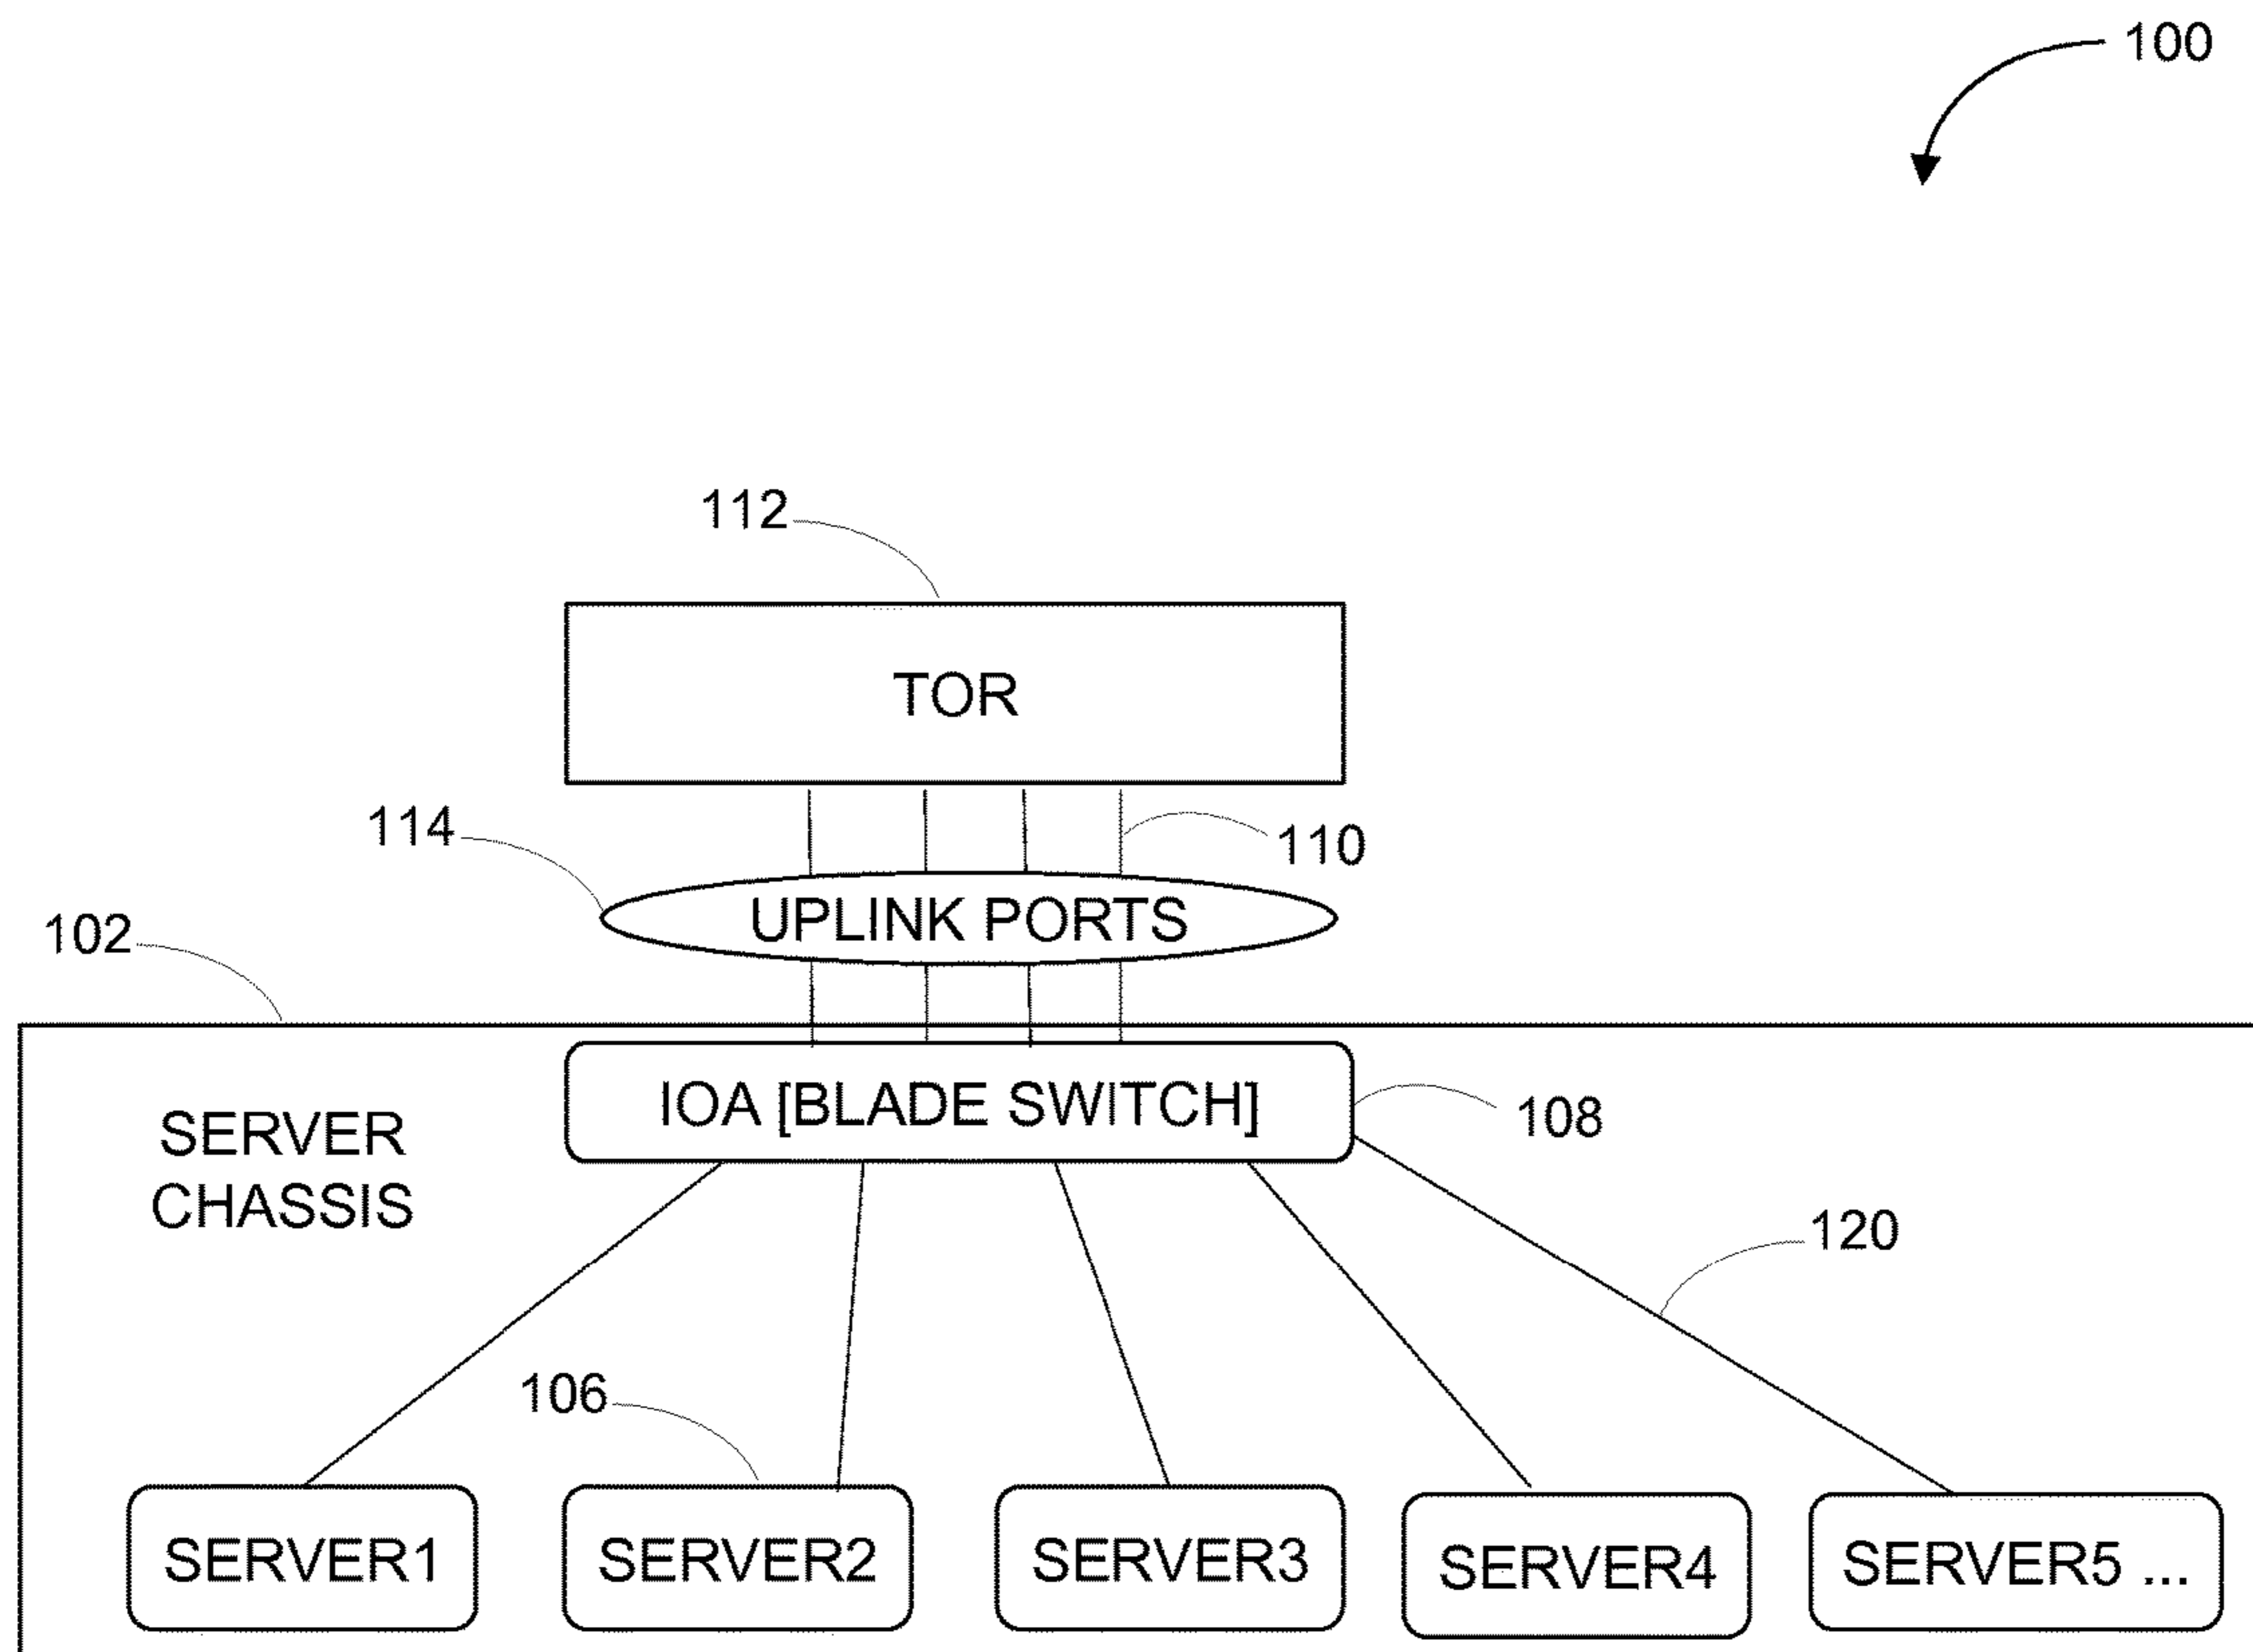 100
112
TOR
114
110
UPLINK PORTS
102
IOA [BLADE SWITCH]
108
SERVER
CHASSIS
120
106
SERVER1
SERVER2
SERVER3
SERVER4
SERVER5 ...